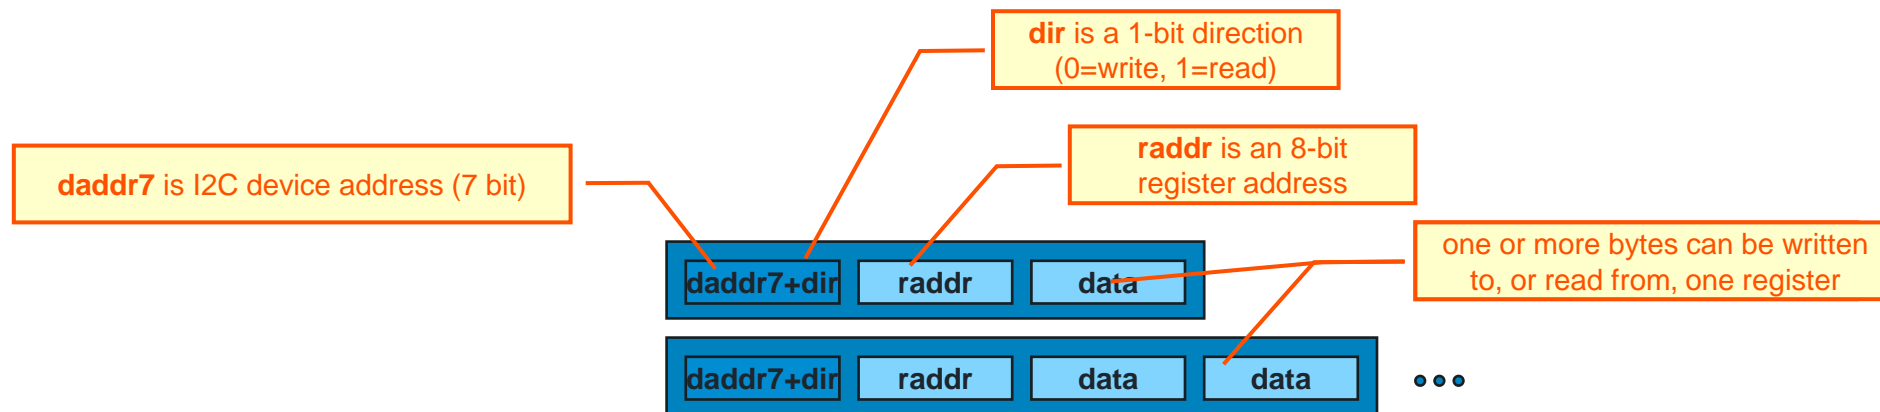 dir is a 1-bit direction
(0=write, 1=read)
raddr is an 8-bit
register address
daddr7 is I2C device address (7 bit)
one or more bytes can be written
to, or read from, one register
daddr7+dir raddr data
daddr7+dir raddr data data